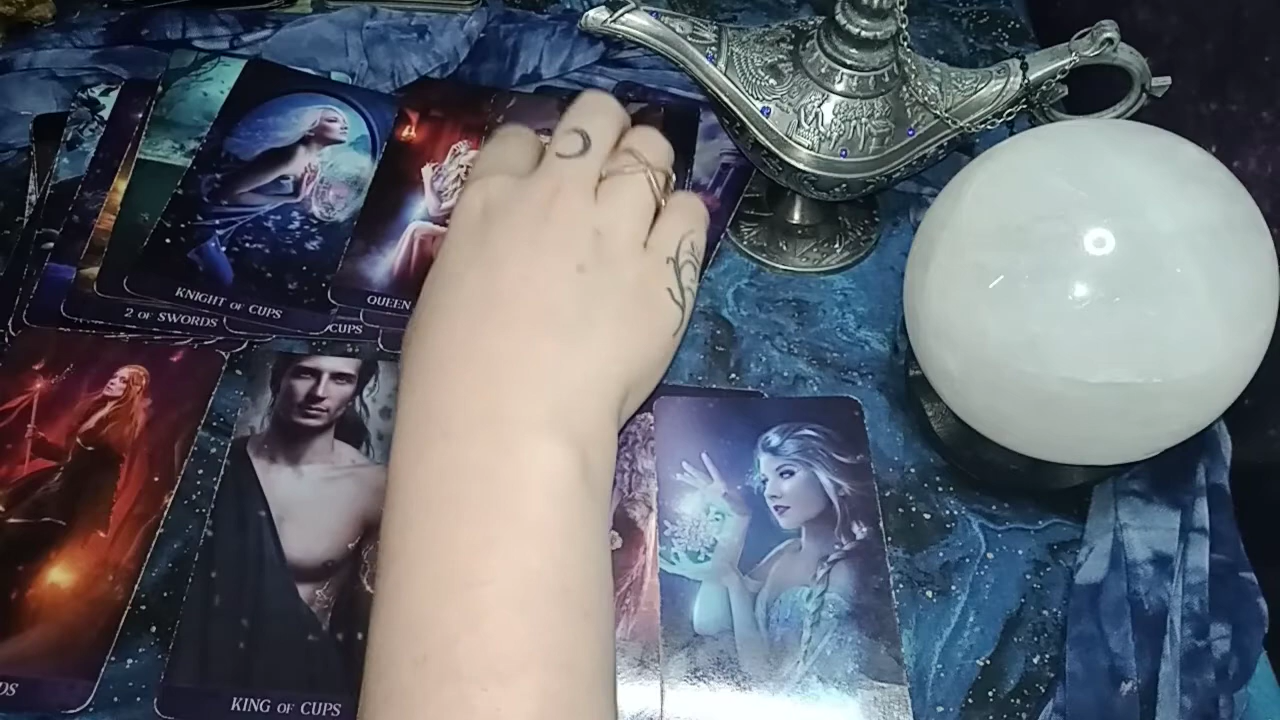 KNIGHT OF CUPS
QUEEN
2 OF SWORDS
CUPS
DS
KING OF CUPS